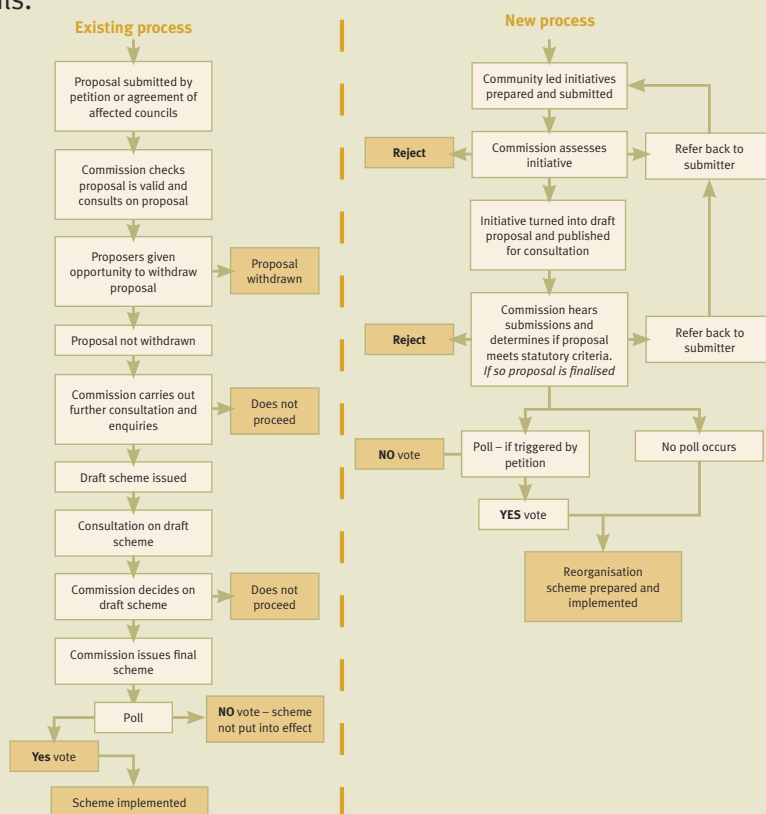 Existing process
Proposal submitted by
petition or agreement of
affected councils
Commission checks
proposal is valid and
consults on proposal
Proposers given
opportunity to withdraw
proposal
Proposal
withdrawn
Proposal not withdrawn
Commission carries out
further consultation and
enquiries
Does not
proceed
Draft scheme issued
Consultation on draft
scheme
Commission decides on
draft scheme
Does not
proceed
Commission issues final
scheme
Poll
NO vote – scheme
not put into effect
Yes vote
Scheme implemented
New process
Community led initiatives
prepared and submitted
Reject
Commission assesses
initiative
Refer back to
submitter
Initiative turned into draft
proposal and published
for consultation
Reject
Commission hears
submissions and
determines if proposal
meets statutory criteria.
If so proposal is finalised
Refer back to
submitter
NO vote
Poll – if triggered by
petition
No poll occurs
YES vote
Reorganisation
scheme prepared and
implemented